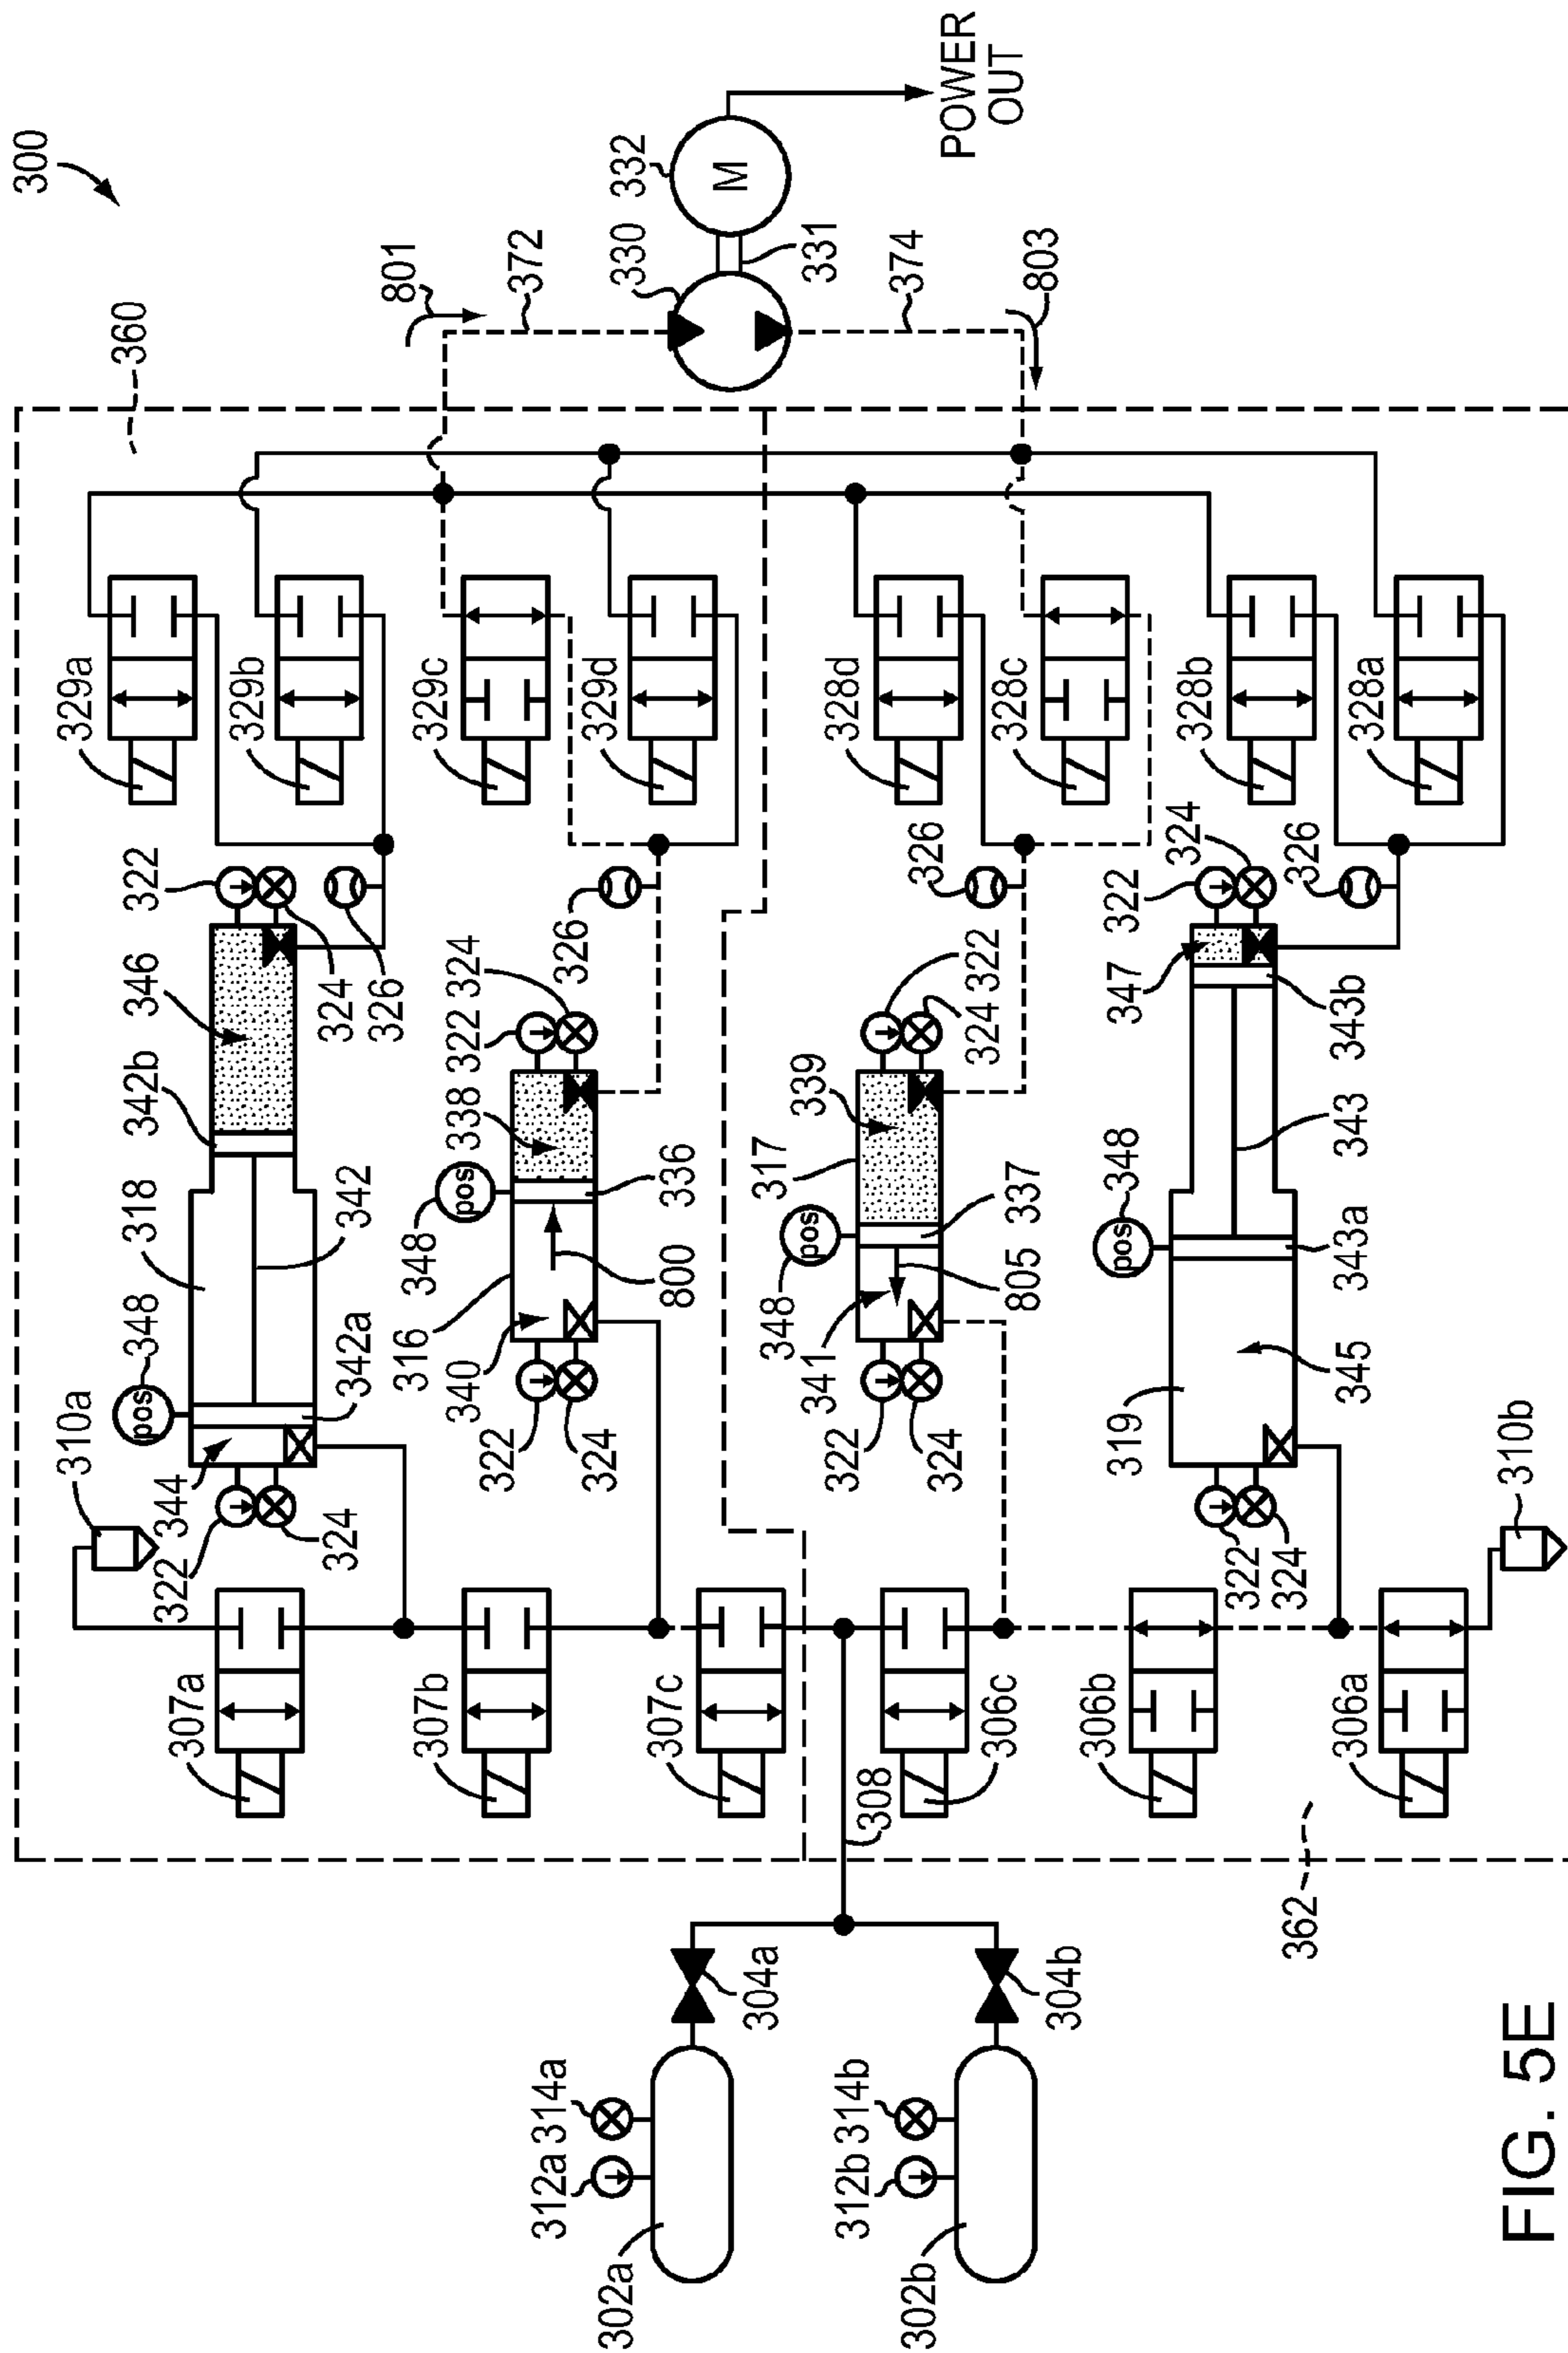 300
360
801
372
330
332
M
331
374
803
POWER
OUT
329a
329b
329c
329d
328d
328c
328b
328a
322
324
326
346
342b
318
342
348
pos
342a
310a
344
322
324
322
324
326
338
348
pos
336
316
340
800
322
324
326
322
324
339
317
337
348
pos
341
805
322
324
322
324
326
347
343b
343
348
pos
343a
319
345
310b
322
324
307a
307b
307c
306c
306b
306a
308
362
304a
304b
312a
314a
302a
312b
314b
302b
FIG. 5E